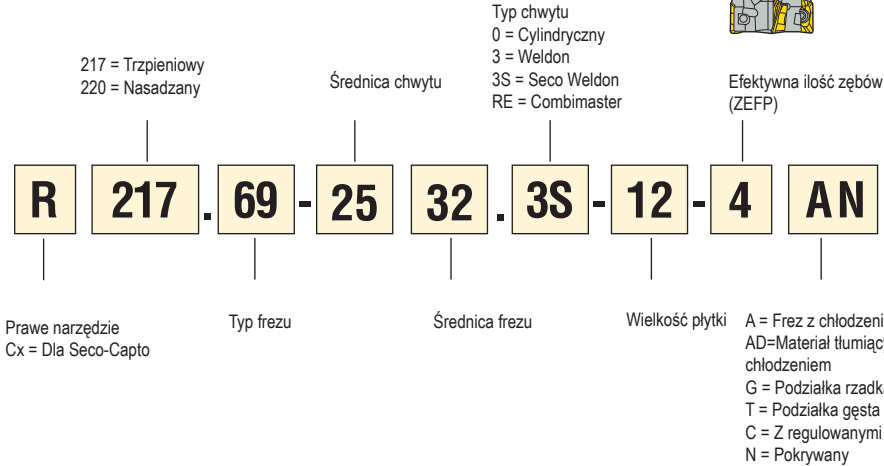 Typ chwytu
0 = Cylindryczny
3 = Weldon
3S = Seco Weldon
RE = Combimaster
217 = Trzpieniowy
220 = Nasadzany
Średnica chwytu
Efektywna ilość zębów
(ZEFP)
R 217 . 69 - 25 32 . 3S - 12 - 4 AN
Prawe narzędzie
Cx = Dla Seco-Capto
Typ frezu
Średnica frezu
Wielkość płytki
A = Frez z chłodzeni
AD=Materiał tłumiąc
chłodzeniem
G = Podziałka rzadk
T = Podziałka gęsta
C = Z regulowanymi
N = Pokrywany